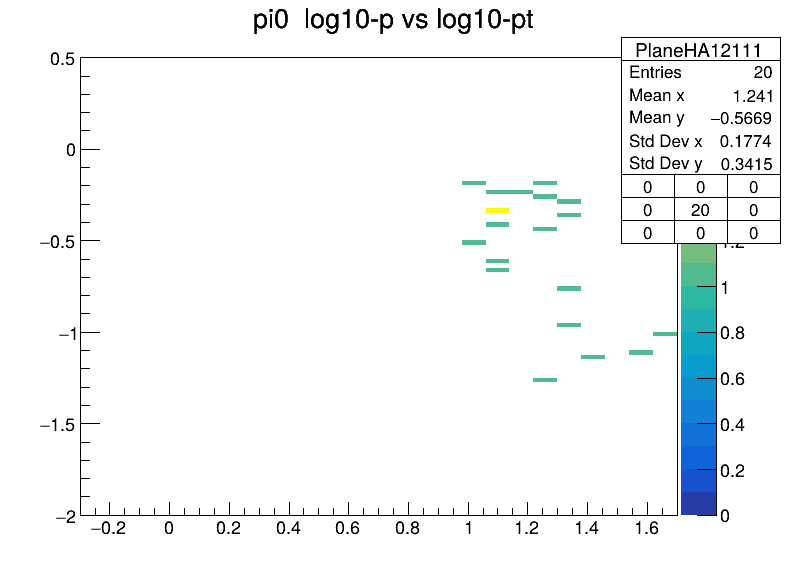 pi0  log10-p vs log10-pt
PlaneHA12111
Entries 20
Mean x 1.241
Mean y −0.5669
Std Dev x 0.1774
Std Dev y 0.3415
0 0 0
0 20 0
0 0 0
0.5
0
−0.5
−1
−1.5
−2
−0.2 0 0.2 0.4 0.6 0.8 1 1.2 1.4 1.6
1
0.8
0.6
0.4
0.2
0